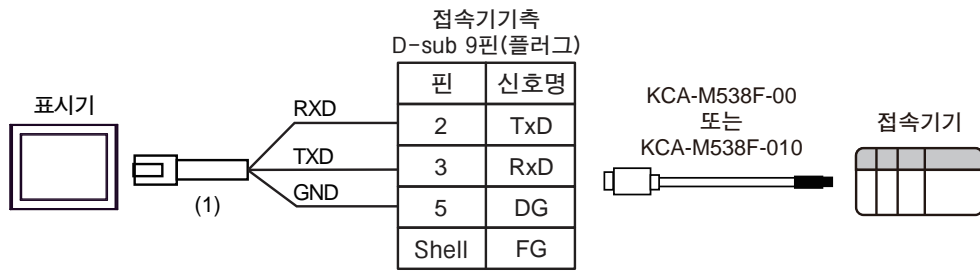 접속기기측
D-sub 9핀(플러그)
표시기
RXD
TXD
GND
(1)
핀 신호명
2 TxD
3 RxD
5 DG
Shell FG
KCA-M538F-00
또는
KCA-M538F-010
접속기기